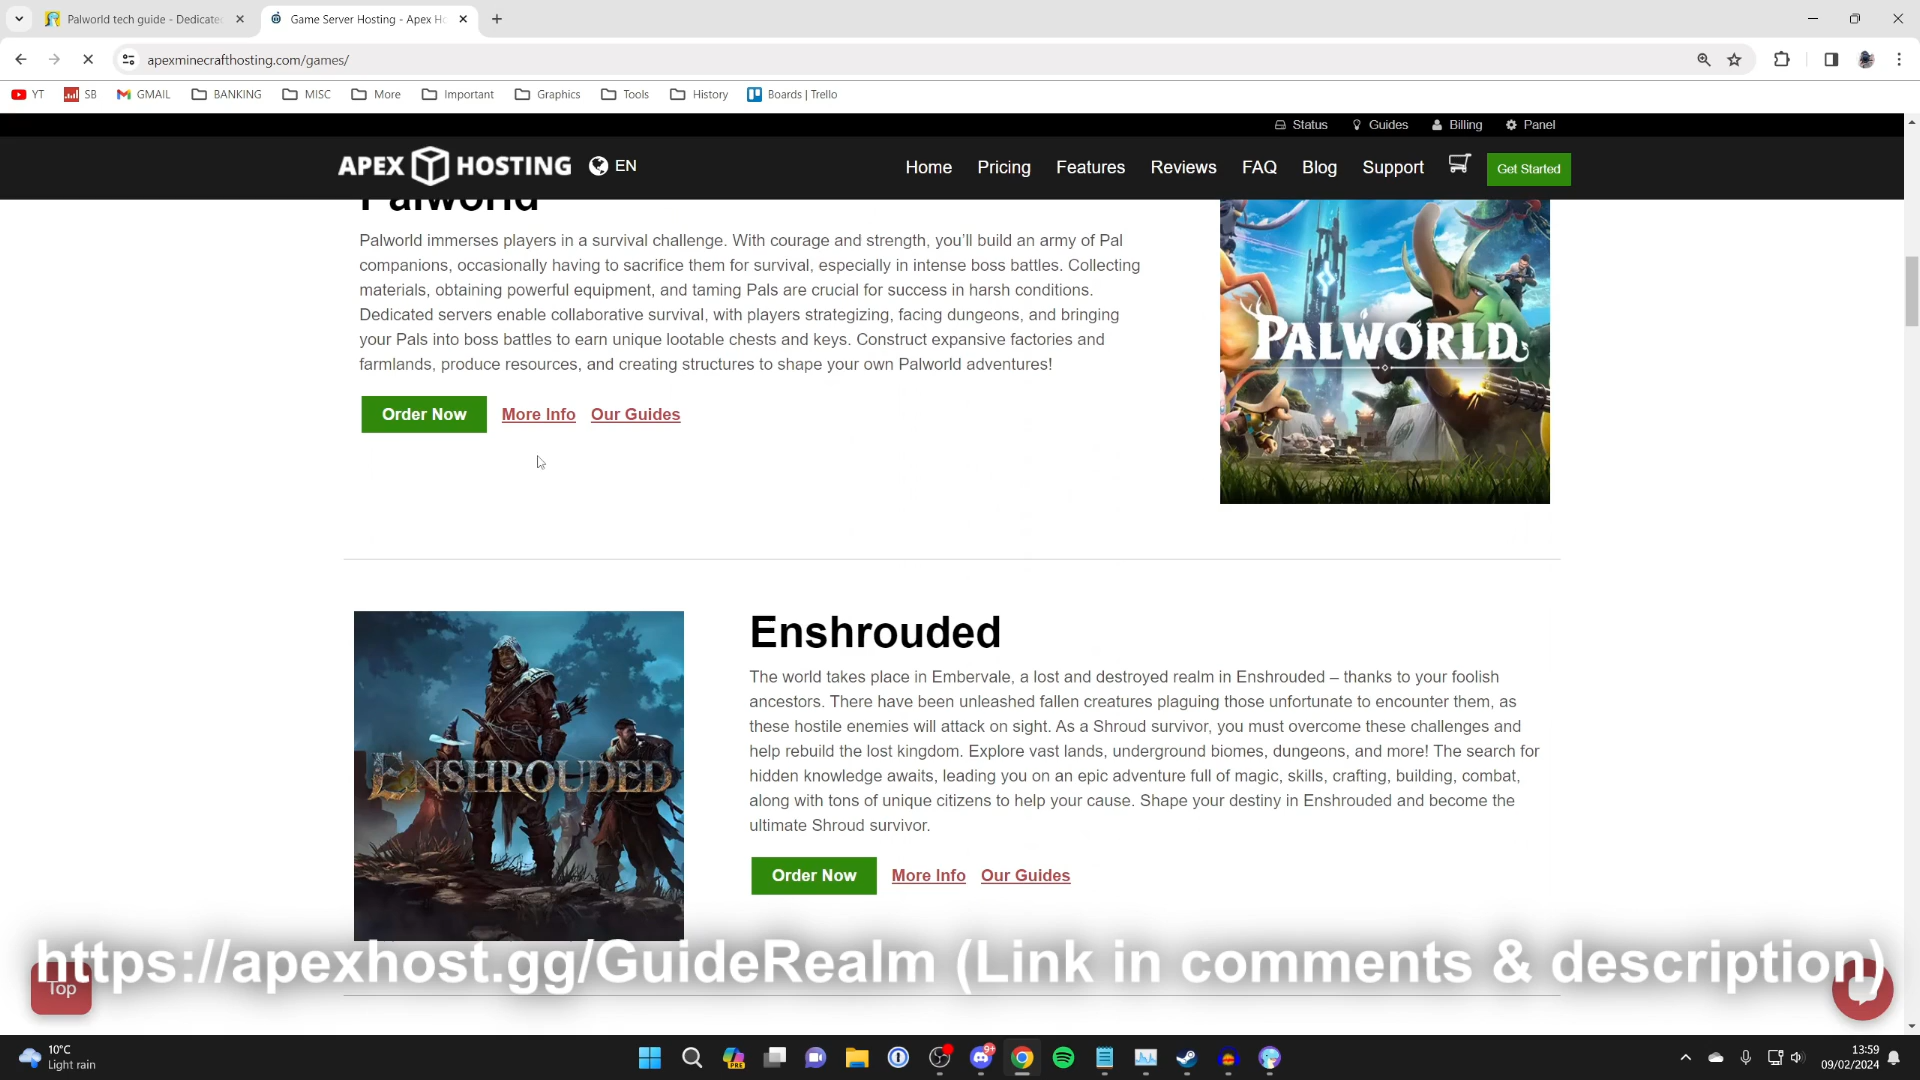 Palworld tech guide - Dedicate
Game Server Hosting - Apex H
apexminecrafthosting.com/games/
YT
SB
GMAIL
BANKING
MISC
More
Important
Graphics
Tools
History
Boards | Trello
Status
Guides
Billing
Panel
APEX HOSTING
EN
Home
Pricing
Features
Reviews
FAQ
Blog
Support
Get Started
Palworld
Palworld immerses players in a survival challenge. With courage and strength, you'll build an army of Pal
companions, occasionally having to sacrifice them for survival, especially in intense boss battles. Collecting
materials, obtaining powerful equipment, and taming Pals are crucial for success in harsh conditions.
Dedicated servers enable collaborative survival, with players strategizing, facing dungeons, and bringing
your Pals into boss battles to earn unique lootable chests and keys. Construct expansive factories and
farmlands, produce resources, and creating structures to shape your own Palworld adventures!
Order Now
More Info
Our Guides
PALWORLD
ENSHROUDED
Enshrouded
The world takes place in Embervale, a lost and destroyed realm in Enshrouded – thanks to your foolish
ancestors. There have been unleashed fallen creatures plaguing those unfortunate to encounter them, as
these hostile enemies will attack on sight. As a Shroud survivor, you must overcome these challenges and
help rebuild the lost kingdom. Explore vast lands, underground biomes, dungeons, and more! The search for
hidden knowledge awaits, leading you on an epic adventure full of magic, skills, crafting, building, combat,
along with tons of unique citizens to help your cause. Shape your destiny in Enshrouded and become the
ultimate Shroud survivor.
Order Now
More Info
Our Guides
https://apexhost.gg/GuideRealm (Link in comments & description)
Top
10°C
Light rain
PRE
9+
13:59
09/02/2024